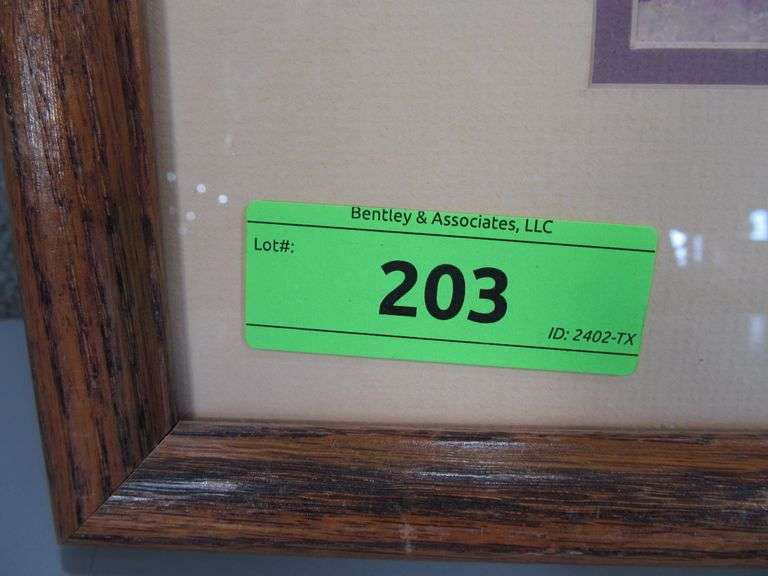 Bentley & Associates, LLC
Lot#:
203
ID: 2402-TX